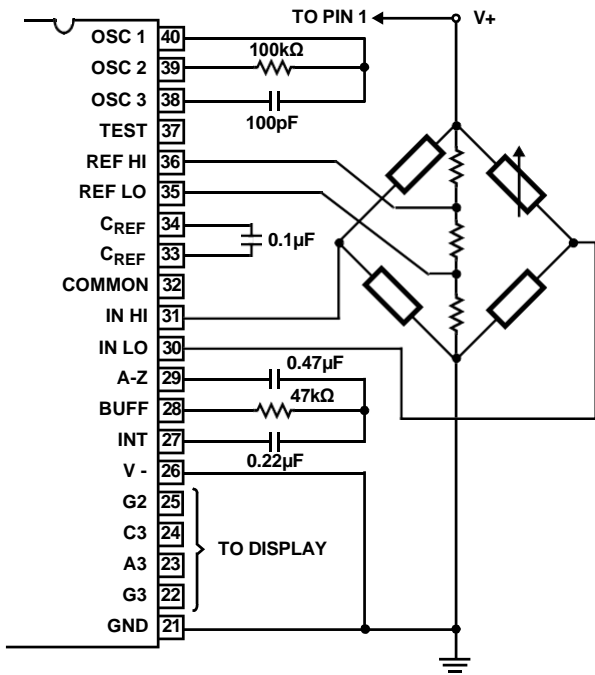 TO PIN 1
V+
OSC 1 40
100kΩ
OSC 2 39
OSC 3 38
100pF
TEST 37
REF HI 36
REF LO 35
CREF 34
0.1µF
CREF 33
COMMON 32
IN HI 31
IN LO 30
0.47µF
A-Z 29
47kΩ
BUFF 28
INT 27
0.22µF
V - 26
G2 25
C3 24
TO DISPLAY
A3 23
G3 22
GND 21